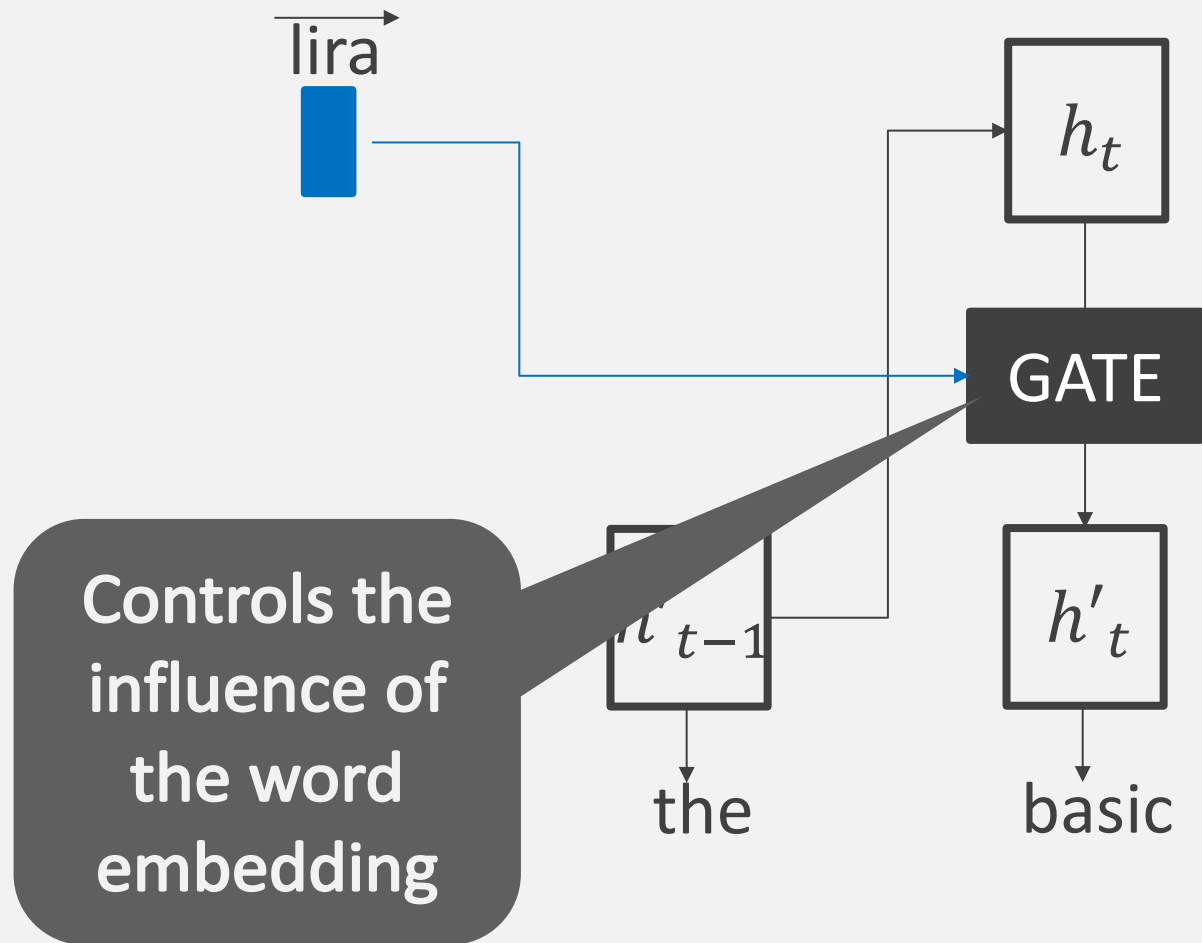 lira
h_t
GATE
Controls the
influence of
the word
embedding
h'_{t-1}
h'_t
the
basic